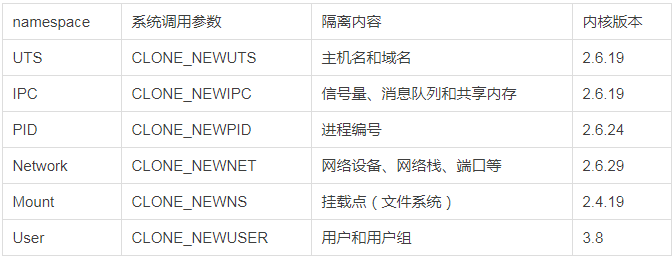 namespace 系统调用参数 隔离内容 内核版本
UTS CLONE_NEWUTS 主机名和域名 2.6.19
IPC CLONE_NEWIPC 信号量、消息队列和共享内存 2.6.19
PID CLONE_NEWPID 进程编号 2.6.24
Network CLONE_NEWNET 网络设备、网络栈、端口等 2.6.29
Mount CLONE_NEWNS 挂载点（文件系统） 2.4.19
User CLONE_NEWUSER 用户和用户组 3.8